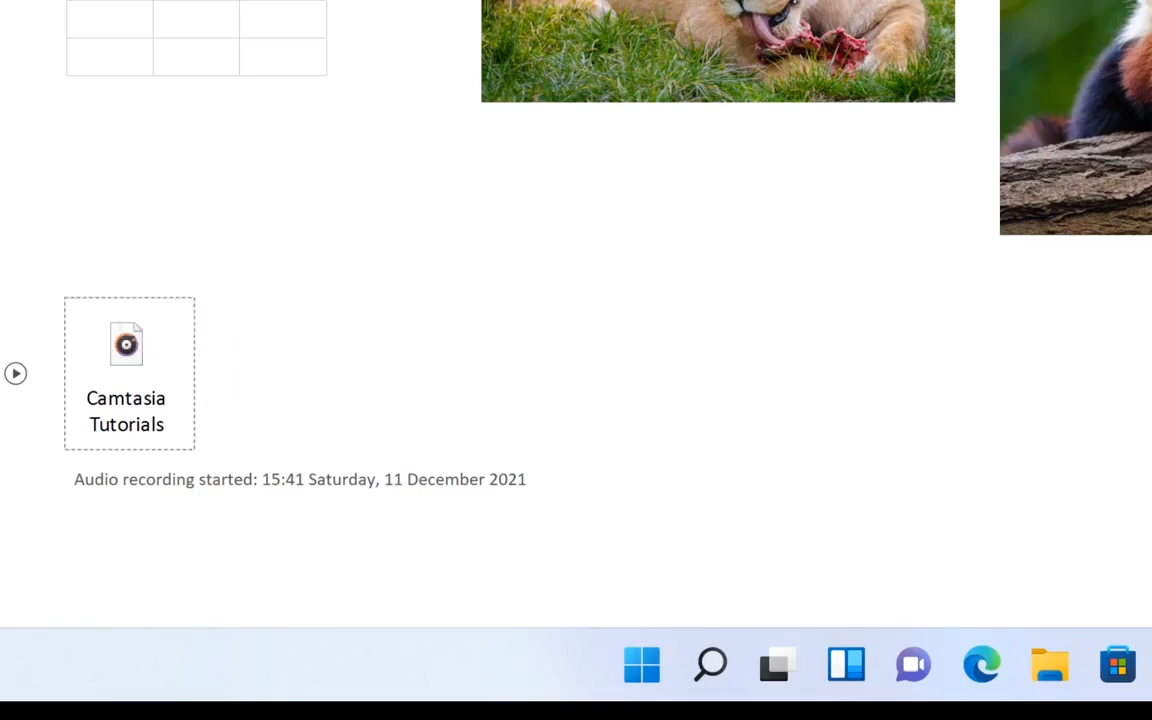 Camtasia
Tutorials
Audio recording started: 15:41 Saturday, 11 December 2021